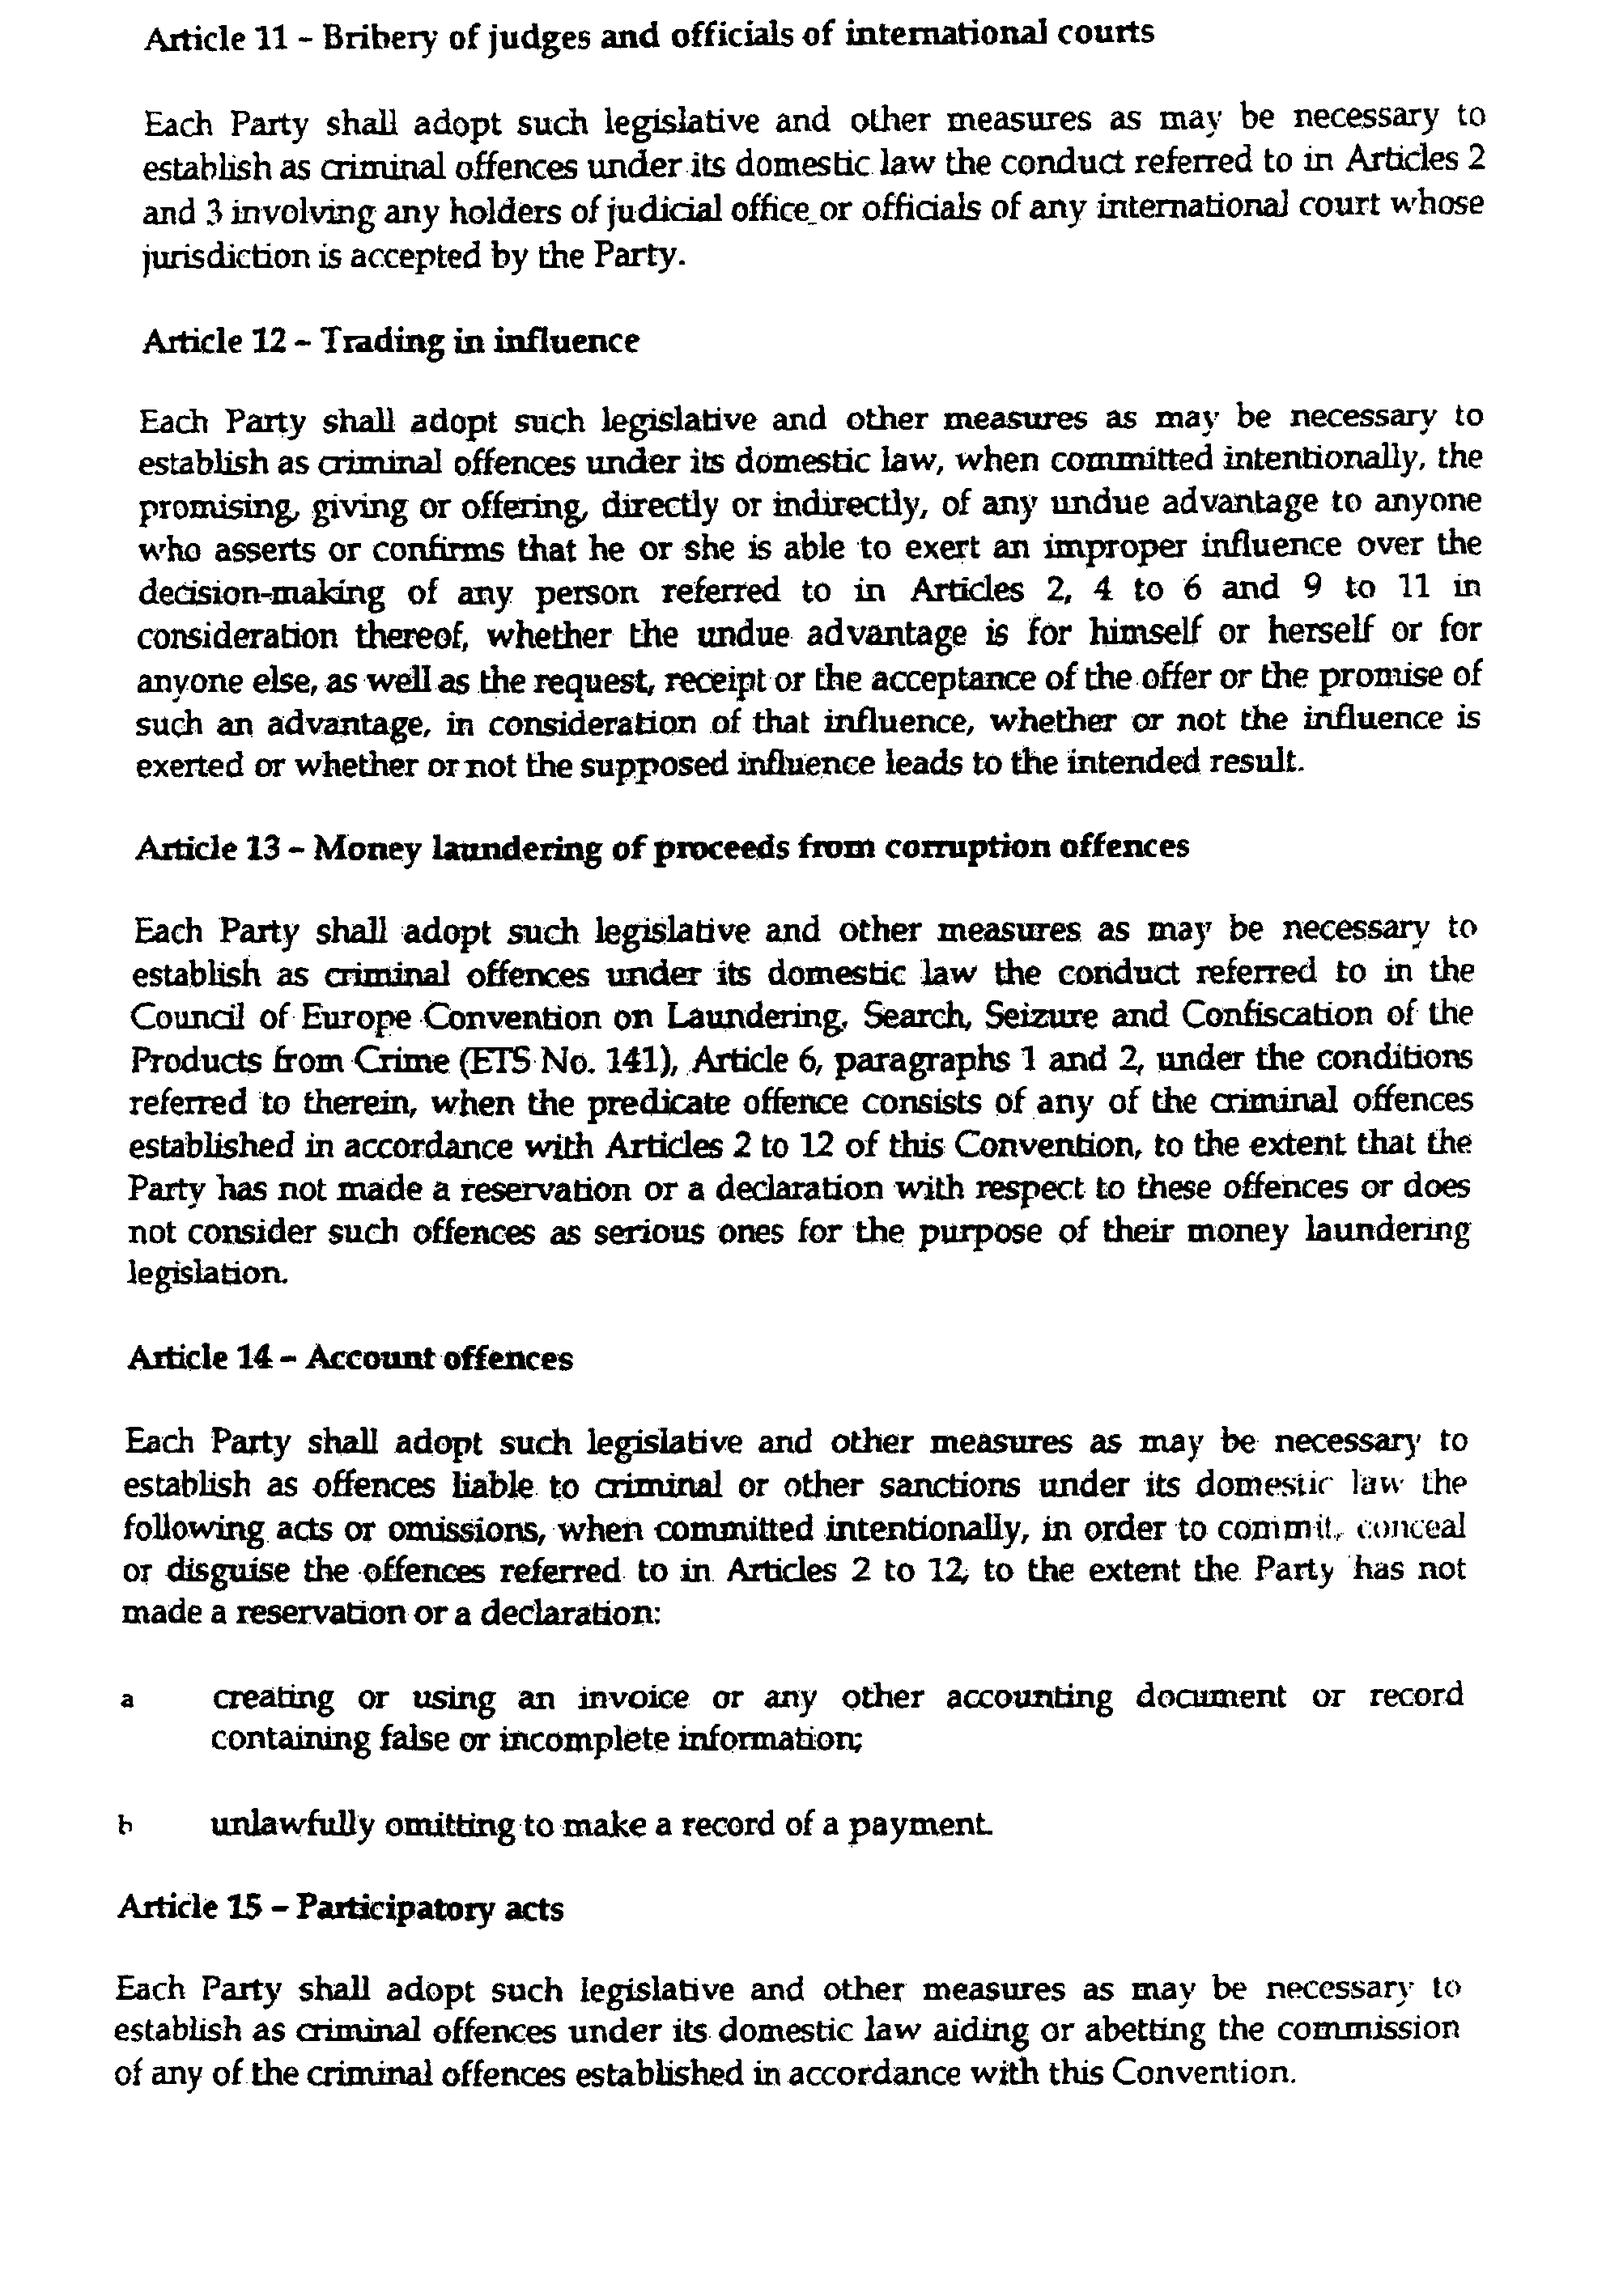 Article 11 – Bribery of judges and officials of international courts
Each Party shall adopt such legislative and other measures as may be necessary to
establish as criminal offences under its domestic law the conduct referred to in Articles 2
and 3 involving any holders of judicial office or officials of any international court whose
jurisdiction is accepted by the Party.
Article 12 – Trading in influence
Each Party shall adopt such legislative and other measures as may be necessary to
establish as criminal offences under its domestic law, when committed intentionally, the
promising, giving or offering, directly or indirectly, of any undue advantage to anyone
who asserts or confirms that he or she is able to exert an improper influence over the
decision-making of any person referred to in Articles 2, 4 to 6 and 9 to 11 in
consideration thereof, whether the undue advantage is for himself or herself or for
anyone else, as well as the request, receipt or the acceptance of the offer or the promise of
such an advantage, in consideration of that influence, whether or not the influence is
exerted or whether or not the supposed influence leads to the intended result.
Article 13 – Money laundering of proceeds from corruption offences
Each Party shall adopt such legislative and other measures as may be necessary to
establish as criminal offences under its domestic law the conduct referred to in the
Council of Europe Convention on Laundering, Search, Seizure and Confiscation of the
Products from Crime (ETS No. 141), Article 6, paragraphs 1 and 2, under the conditions
referred to therein, when the predicate offence consists of any of the criminal offences
established in accordance with Articles 2 to 12 of this Convention, to the extent that the
Party has not made a reservation or a declaration with respect to these offences or does
not consider such offences as serious ones for the purpose of their money laundering
legislation.
Article 14 – Account offences
Each Party shall adopt such legislative and other measures as may be necessary to
establish as offences liable to criminal or other sanctions under its domestic law the
following acts or omissions, when committed intentionally, in order to commit, conceal
or disguise the offences referred to in Articles 2 to 12, to the extent the Party has not
made a reservation or a declaration:
a creating or using an invoice or any other accounting document or record
containing false or incomplete information;
b unlawfully omitting to make a record of a payment.
Article 15 – Participatory acts
Each Party shall adopt such legislative and other measures as may be necessary to
establish as criminal offences under its domestic law aiding or abetting the commission
of any of the criminal offences established in accordance with this Convention.